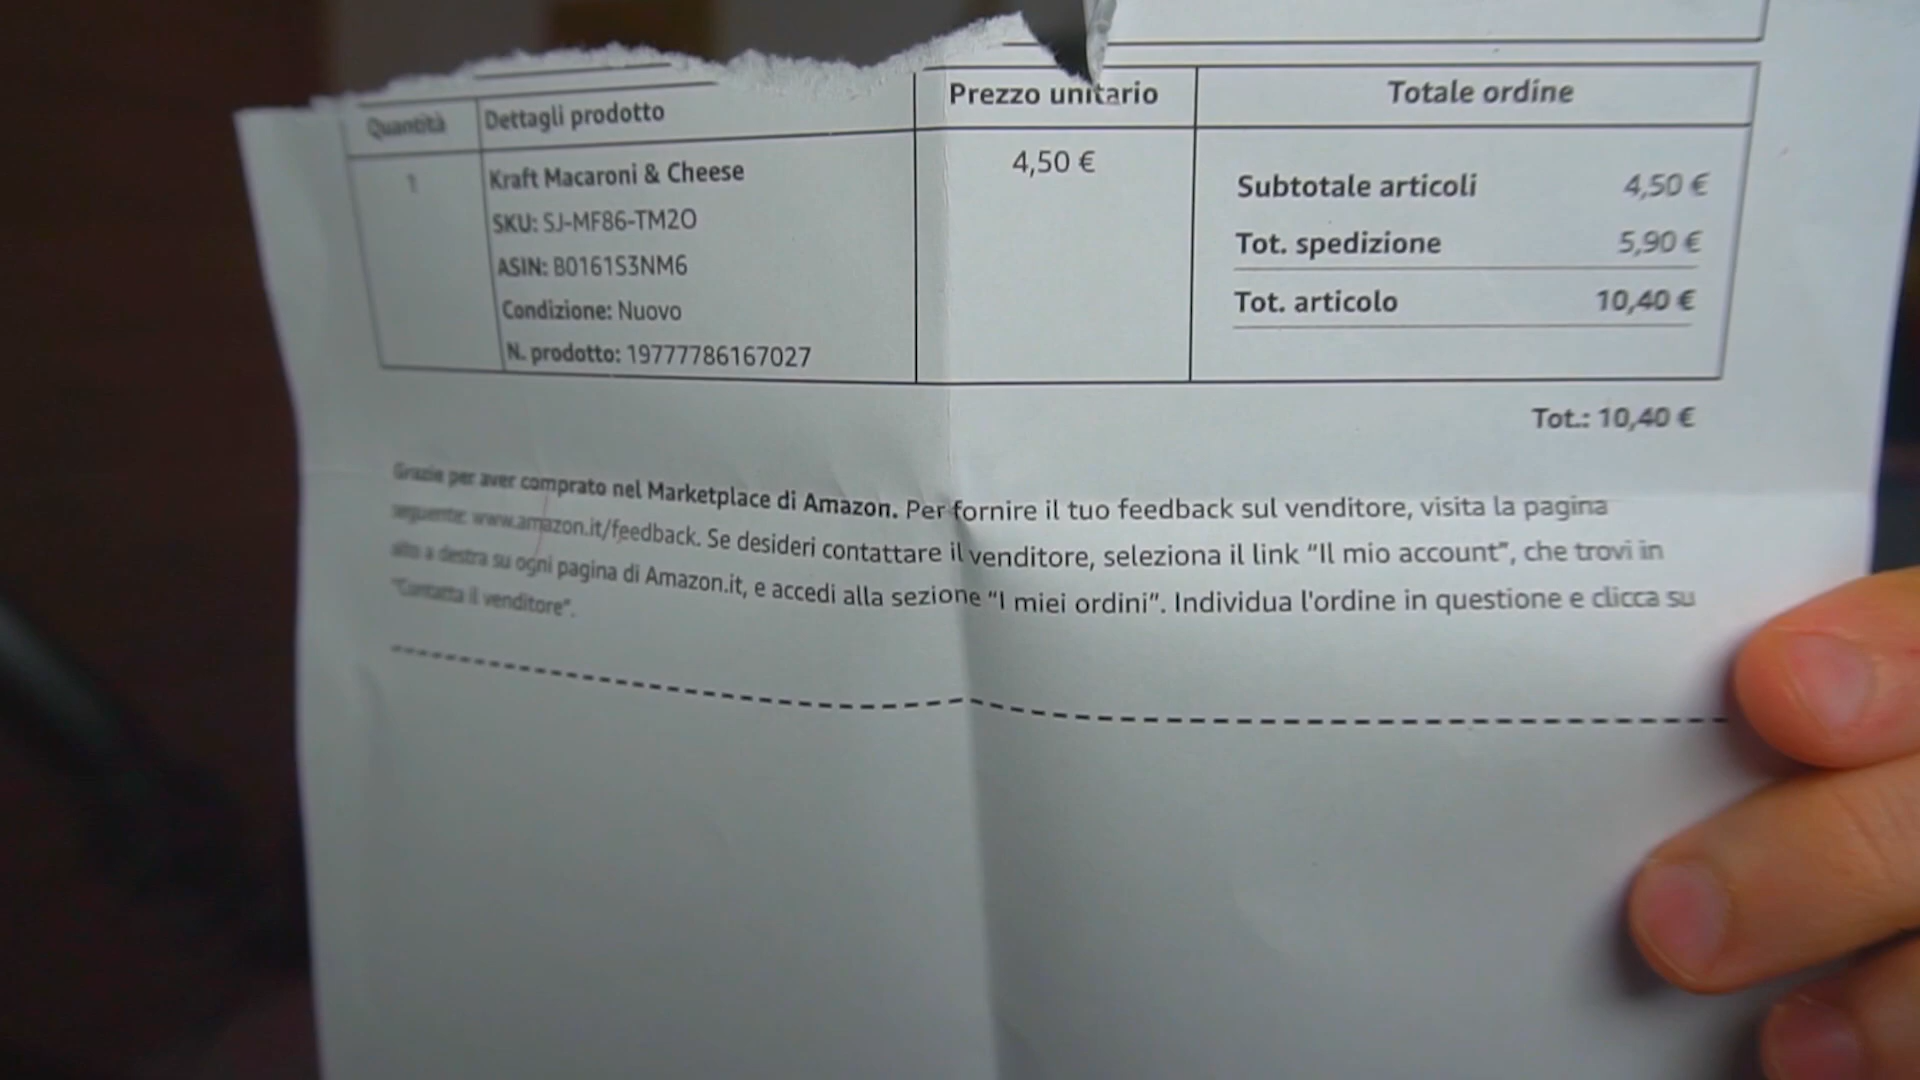 Quantità Dettagli prodotto Prezzo unitario Totale ordine
1 Kraft Macaroni & Cheese 4,50 €
SKU: SJ-MF86-TM2O
ASIN: B0161S3NM6
Condizione: Nuovo
N. prodotto: 19777786167027
Subtotale articoli 4,50 €
Tot. spedizione 5,90 €
Tot. articolo 10,40 €
Tot.: 10,40 €
Grazie per aver comprato nel Marketplace di Amazon. Per fornire il tuo feedback sul venditore, visita la pagina
seguente: www.amazon.it/feedback. Se desideri contattare il venditore, seleziona il link “Il mio account”, che trovi in
alto a destra su ogni pagina di Amazon.it, e accedi alla sezione “I miei ordini”. Individua l'ordine in questione e clicca su
“Contatta il venditore”.